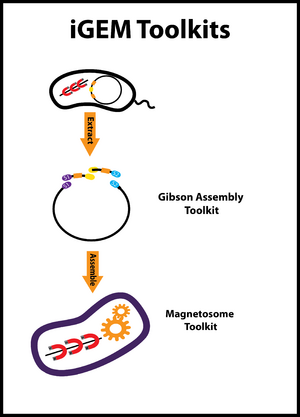 iGEM Toolkits
Extract
Gibson Assembly
Toolkit
Assemble
Magnetosome
Toolkit